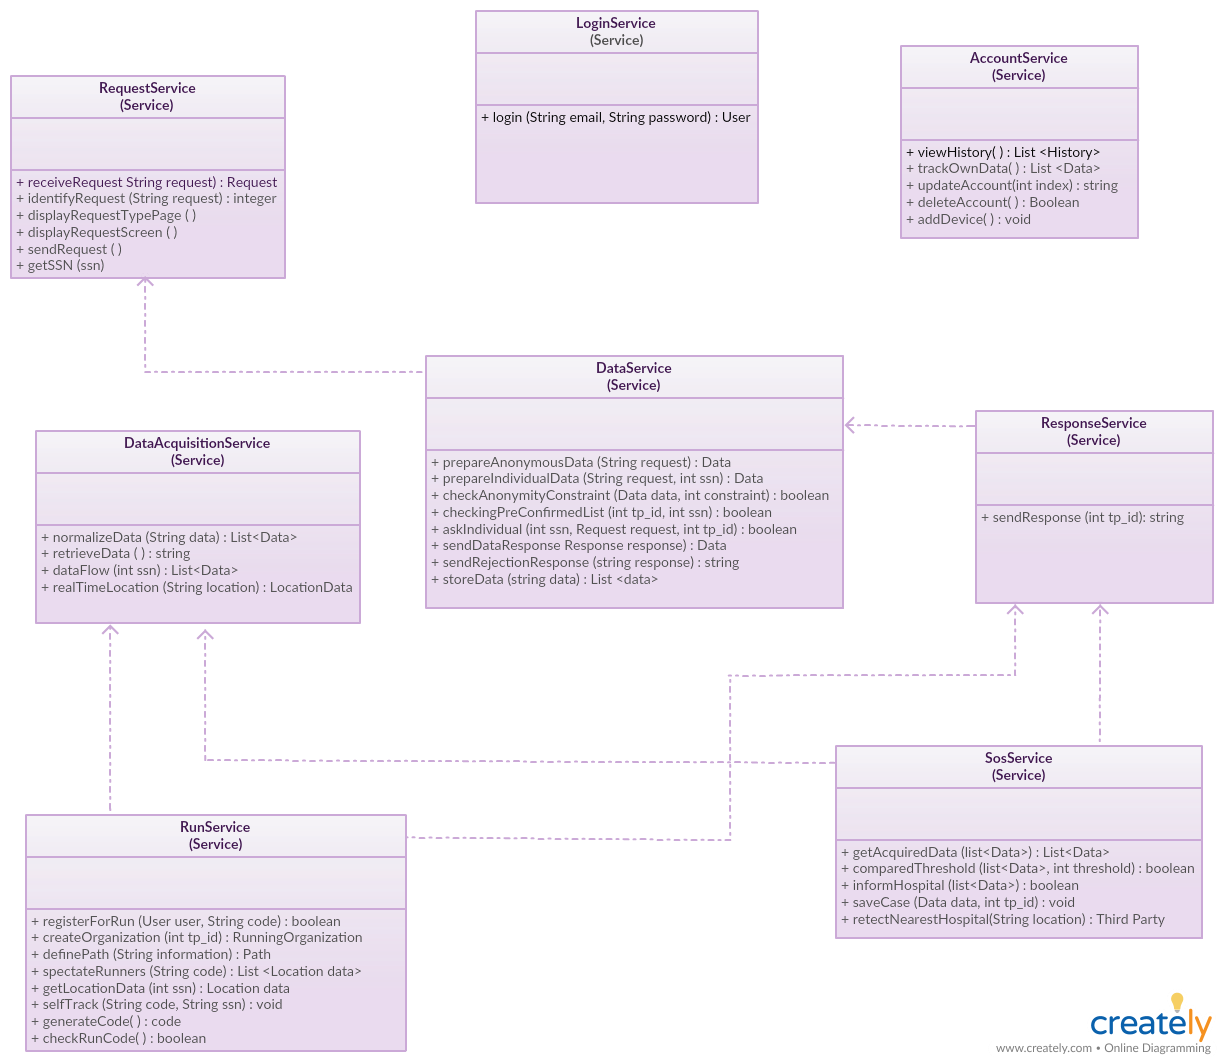 LoginService
(Service)
+ login (String email, String password) : User
AccountService
(Service)
+ viewHistory( ) : List <History>
+ trackOwnData( ) : List <Data>
+ updateAccount(int index) : string
+ deleteAccount( ) : Boolean
+ addDevice( ) : void
RequestService
(Service)
+ receiveRequest String request) : Request
+ identifyRequest (String request) : integer
+ displayRequestTypePage ( )
+ displayRequestScreen ( )
+ sendRequest ( )
+ getSSN (ssn)
DataService
(Service)
+ prepareAnonymousData (String request) : Data
+ prepareIndividualData (String request, int ssn) : Data
+ checkAnonymityConstraint (Data data, int constraint) : boolean
+ checkingPreConfirmedList (int tp_id, int ssn) : boolean
+ askIndividual (int ssn, Request request, int tp_id) : boolean
+ sendDataResponse Response response) : Data
+ sendRejectionResponse (string response) : string
+ storeData (string data) : List <data>
ResponseService
(Service)
+ sendResponse (int tp_id): string
DataAcquisitionService
(Service)
+ normalizeData (String data) : List<Data>
+ retrieveData ( ) : string
+ dataFlow (int ssn) : List<Data>
+ realTimeLocation (String location) : LocationData
SosService
(Service)
+ getAcquiredData (list<Data>) : List<Data>
+ comparedThreshold (list<Data>, int threshold) : boolean
+ informHospital (list<Data>) : boolean
+ saveCase (Data data, int tp_id) : void
+ retectNearestHospital(String location) : Third Party
RunService
(Service)
+ registerForRun (User user, String code) : boolean
+ createOrganization (int tp_id) : RunningOrganization
+ definePath (String information) : Path
+ spectateRunners (String code) : List <Location data>
+ getLocationData (int ssn) : Location data
+ selfTrack (String code, String ssn) : void
+ generateCode( ) : code
+ checkRunCode( ) : boolean
creately
www.creately.com • Online Diagramming